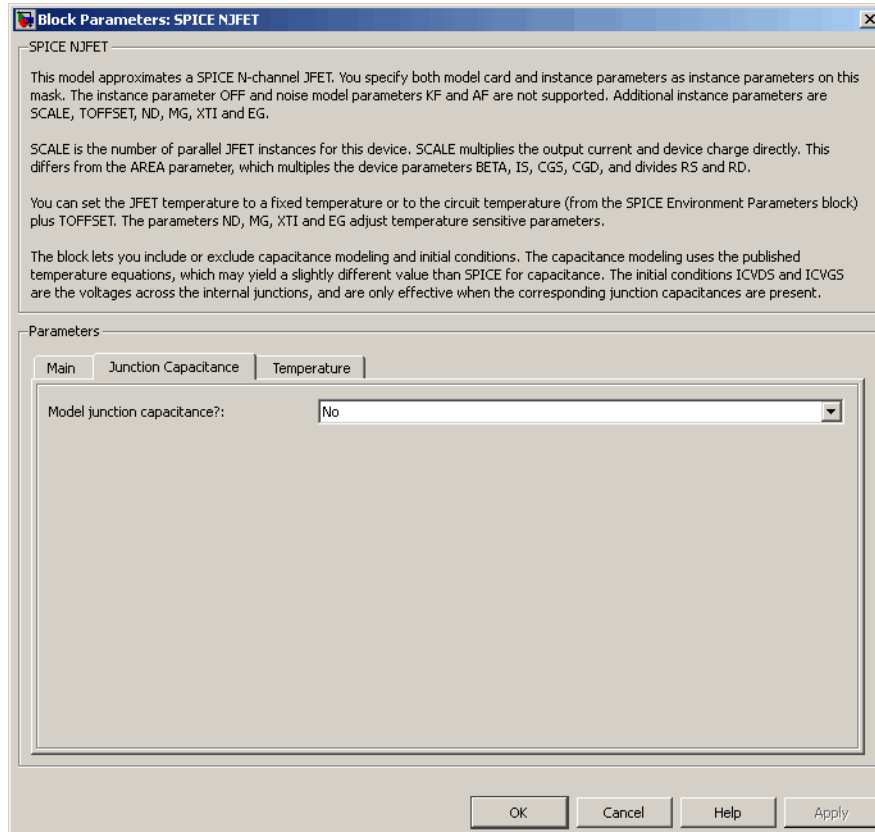 Block Parameters: SPICE NJFET
SPICE NJFET
This model approximates a SPICE N-channel JFET. You specify both model card and instance parameters as instance parameters on this
mask. The instance parameter OFF and noise model parameters KF and AF are not supported. Additional instance parameters are
SCALE, TOFFSET, ND, MG, XTI and EG.
SCALE is the number of parallel JFET instances for this device. SCALE multiplies the output current and device charge directly. This
differs from the AREA parameter, which multiples the device parameters BETA, IS, CGS, CGD, and divides RS and RD.
You can set the JFET temperature to a fixed temperature or to the circuit temperature (from the SPICE Environment Parameters block)
plus TOFFSET. The parameters ND, MG, XTI and EG adjust temperature sensitive parameters.
The block lets you include or exclude capacitance modeling and initial conditions. The capacitance modeling uses the published
temperature equations, which may yield a slightly different value than SPICE for capacitance. The initial conditions ICVDS and ICVGS
are the voltages across the internal junctions, and are only effective when the corresponding junction capacitances are present.
Parameters
Main Junction Capacitance Temperature
Model junction capacitance?: No
OK Cancel Help Apply